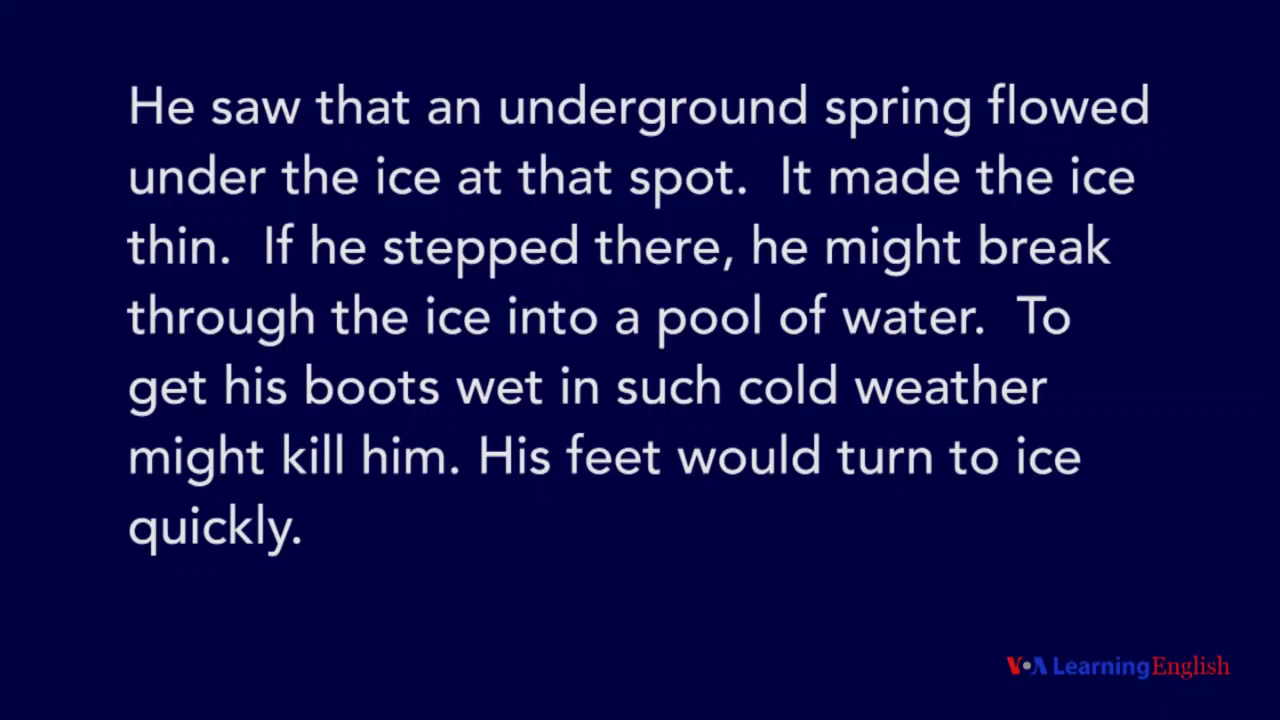 He saw that an underground spring flowed
under the ice at that spot.  It made the ice
thin.  If he stepped there, he might break
through the ice into a pool of water.  To
get his boots wet in such cold weather
might kill him. His feet would turn to ice
quickly.
VOA Learning English